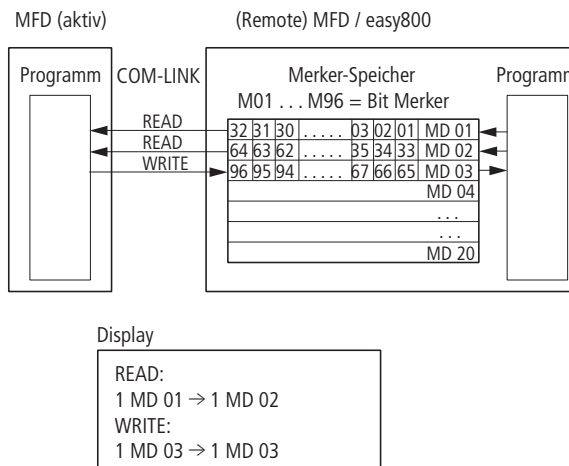 MFD (aktiv) (Remote) MFD / easy800
Programm COM-LINK Merker-Speicher Programm
M01 . . . M96 = Bit Merker
READ 32 31 30 . . . . . 03 02 01 MD 01
READ 64 63 62 . . . . . 35 34 33 MD 02
WRITE 96 95 94 . . . . . 67 66 65 MD 03
MD 04
. . .
. . .
MD 20
Display
READ:
1 MD 01 → 1 MD 02
WRITE:
1 MD 03 → 1 MD 03